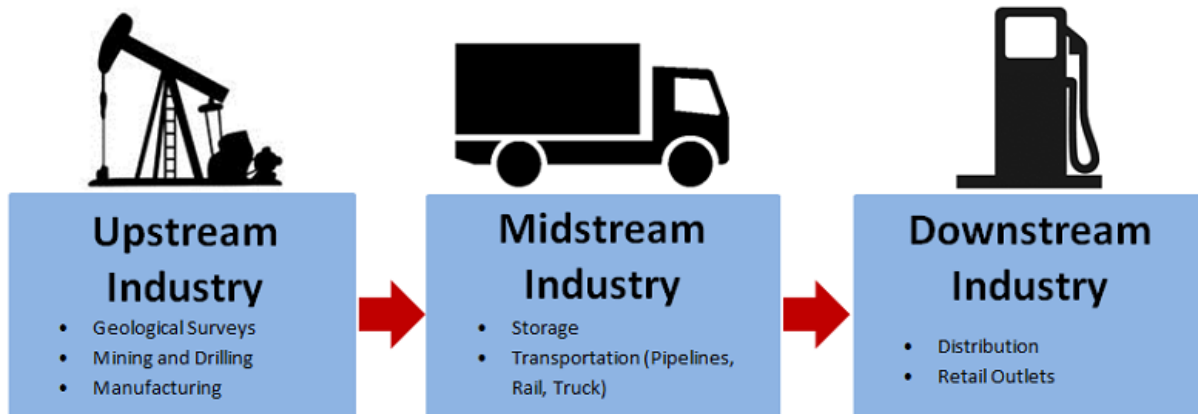 Upstream
Industry
• Geological Surveys
• Mining and Drilling
• Manufacturing
Midstream
Industry
• Storage
• Transportation (Pipelines,
Rail, Truck)
Downstream
Industry
• Distribution
• Retail Outlets